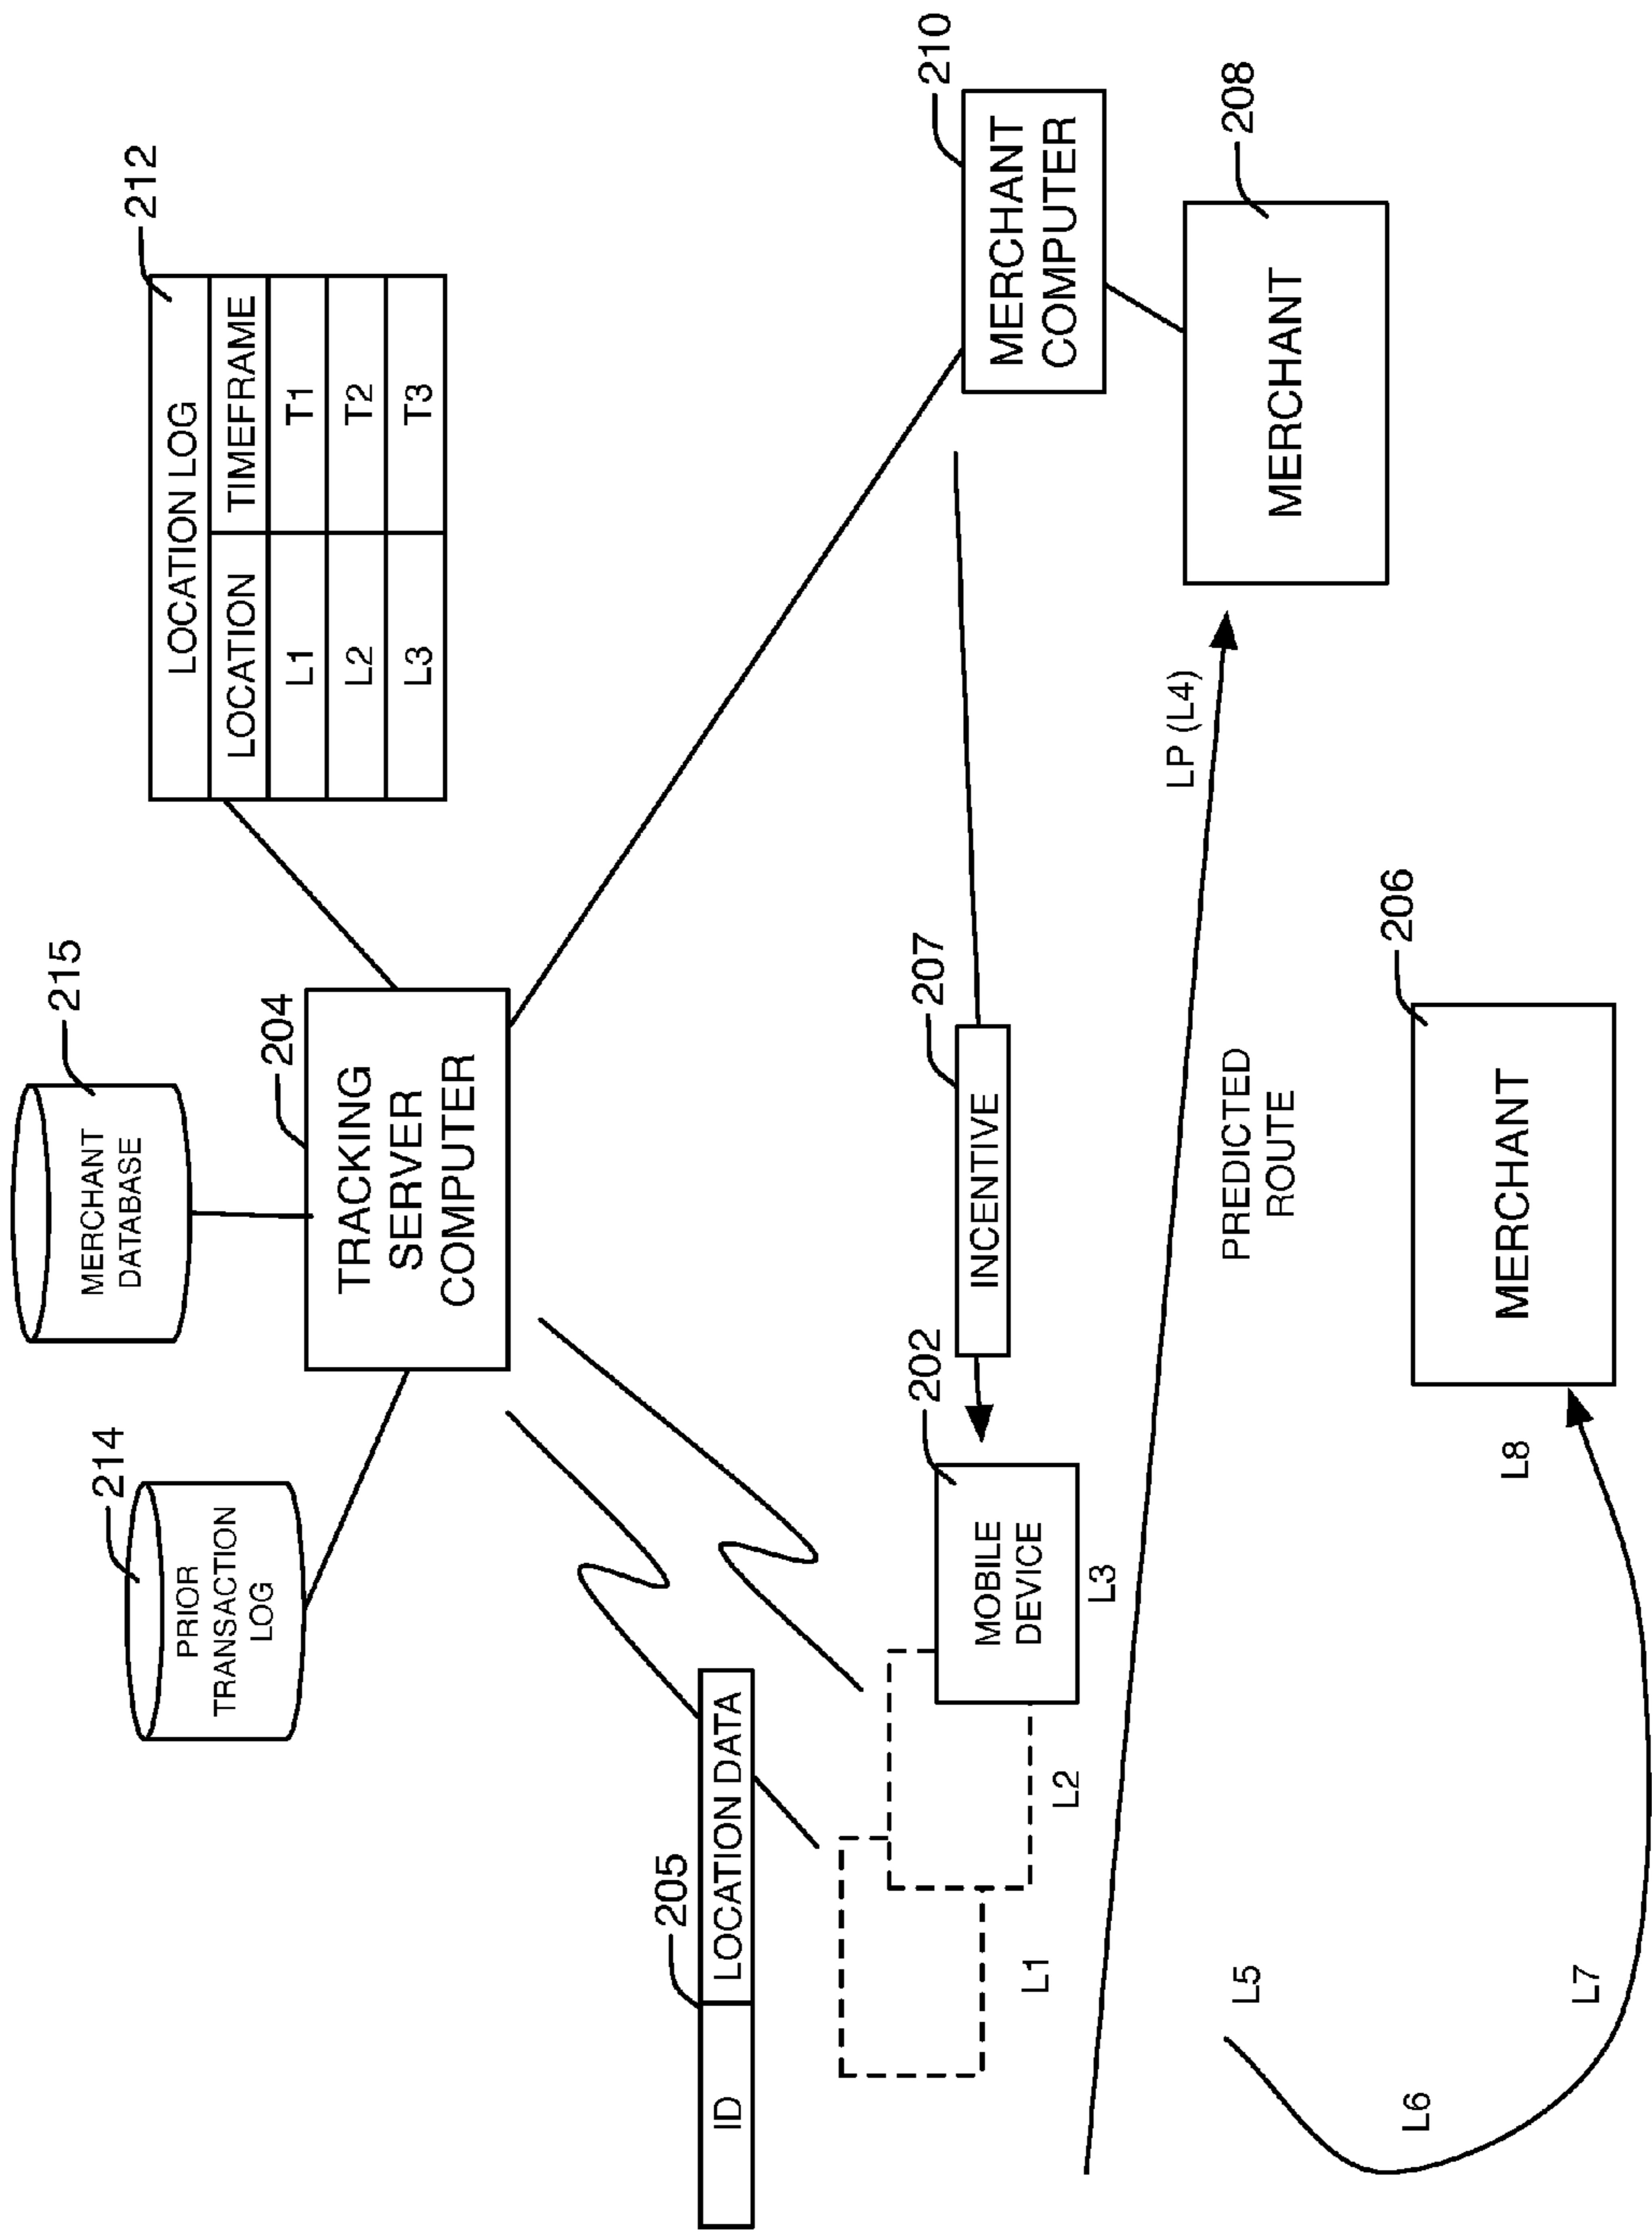 214
PRIOR
TRANSACTION
LOG
215
MERCHANT
DATABASE
212
LOCATION LOG
LOCATION TIMEFRAME
L1 T1
L2 T2
L3 T3
204
TRACKING
SERVER
COMPUTER
205
ID LOCATION DATA
202
MOBILE
DEVICE
207
INCENTIVE
210
MERCHANT
COMPUTER
L1
L2
L3
LP (L4)
208
MERCHANT
PREDICTED
ROUTE
L5
L6
L7
L8
206
MERCHANT